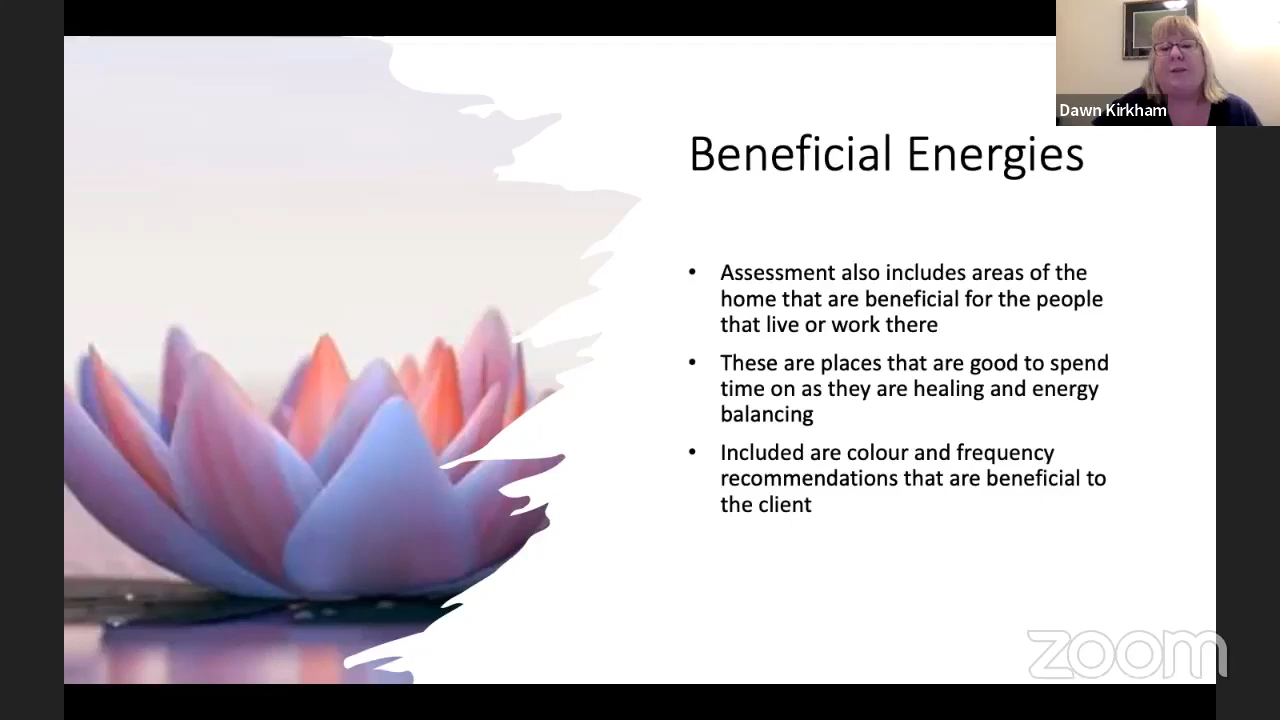 Dawn Kirkham
Beneficial Energies
• Assessment also includes areas of the
home that are beneficial for the people
that live or work there
• These are places that are good to spend
time on as they are healing and energy
balancing
• Included are colour and frequency
recommendations that are beneficial to
the client
zoom